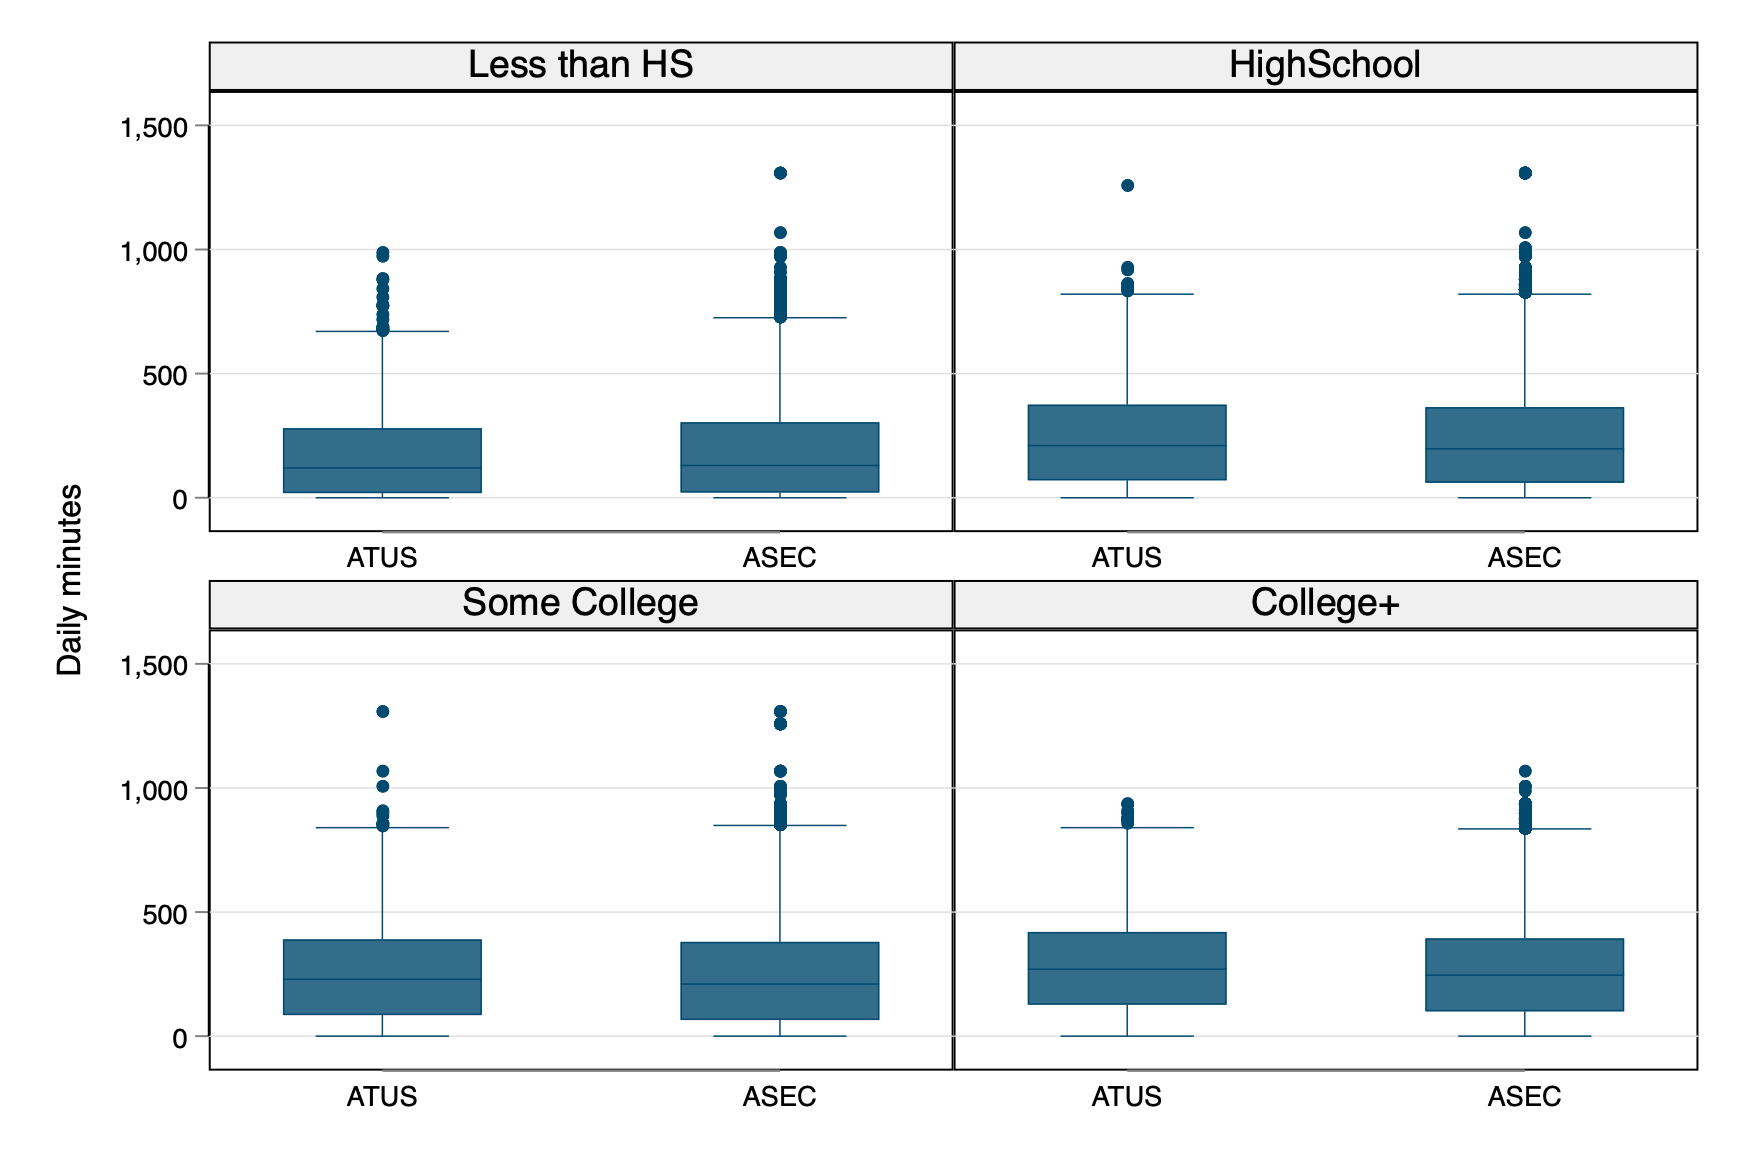 Less than HS
HighSchool
Daily minutes
1,500
1,000
500
0
ATUS
ASEC
ATUS
ASEC
Some College
College+
1,500
1,000
500
0
ATUS
ASEC
ATUS
ASEC